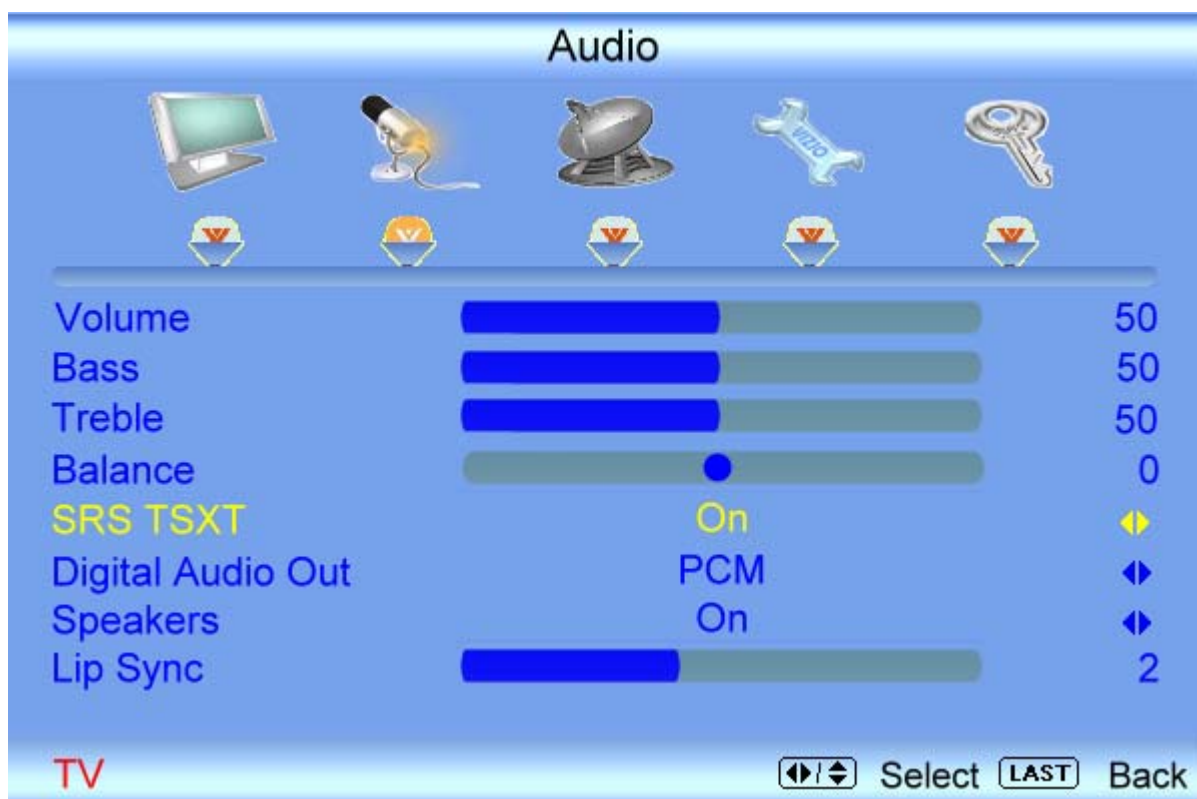 Audio
VIZIO
Volume 50
Bass 50
Treble 50
Balance 0
SRS TSXT On
Digital Audio Out PCM
Speakers On
Lip Sync 2
TV / Select LAST Back